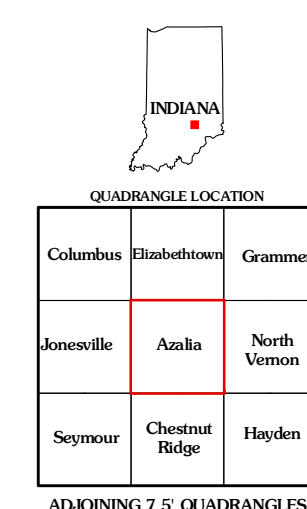 INDIANA
QUADRANGLE LOCATION
Columbus Elizabethtown Grammer
Jonesville Azalia North Vernon
Seymour Chestnut Ridge Hayden
ADJOINING 7.5' QUADRANGLES